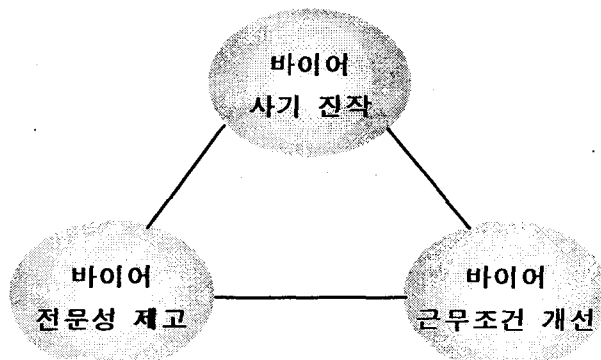 바이어
사기 진작
바이어
전문성 제고
바이어
근무조건 개선